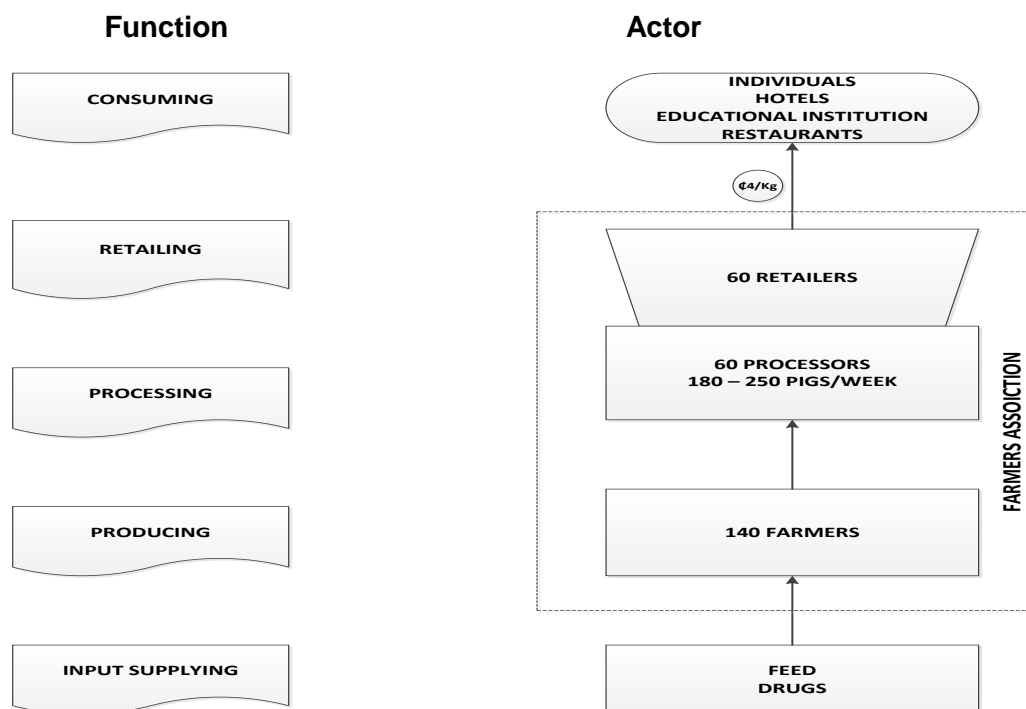 Function
Actor
CONSUMING
INDIVIDUALS
HOTELS
EDUCATIONAL INSTITUTION
RESTAURANTS
₵4/Kg
RETAILING
60 RETAILERS
PROCESSING
60 PROCESSORS
180 – 250 PIGS/WEEK
FARMERS ASSOICTION
PRODUCING
140 FARMERS
INPUT SUPPLYING
FEED
DRUGS